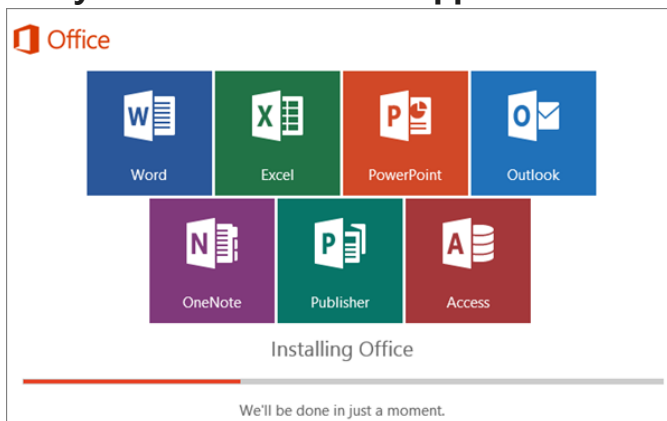 Office
W
X
P
O
Word
Excel
PowerPoint
Outlook
N
P
A
OneNote
Publisher
Access
Installing Office
We'll be done in just a moment.